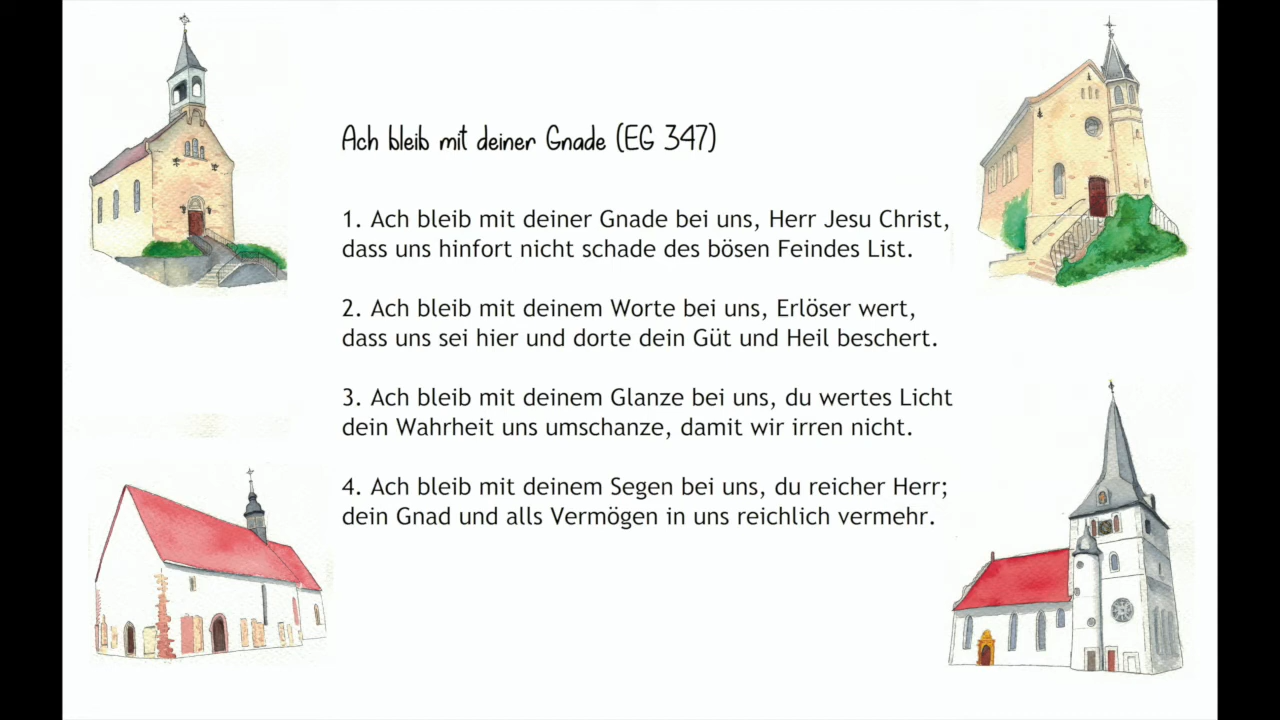 Ach bleib mit deiner Gnade (EG 347)
1. Ach bleib mit deiner Gnade bei uns, Herr Jesu Christ,
dass uns hinfort nicht schade des bösen Feindes List.
2. Ach bleib mit deinem Worte bei uns, Erlöser wert,
dass uns sei hier und dorte dein Güt und Heil beschert.
3. Ach bleib mit deinem Glanze bei uns, du wertes Licht
dein Wahrheit uns umschanze, damit wir irren nicht.
4. Ach bleib mit deinem Segen bei uns, du reicher Herr;
dein Gnad und alls Vermögen in uns reichlich vermehr.